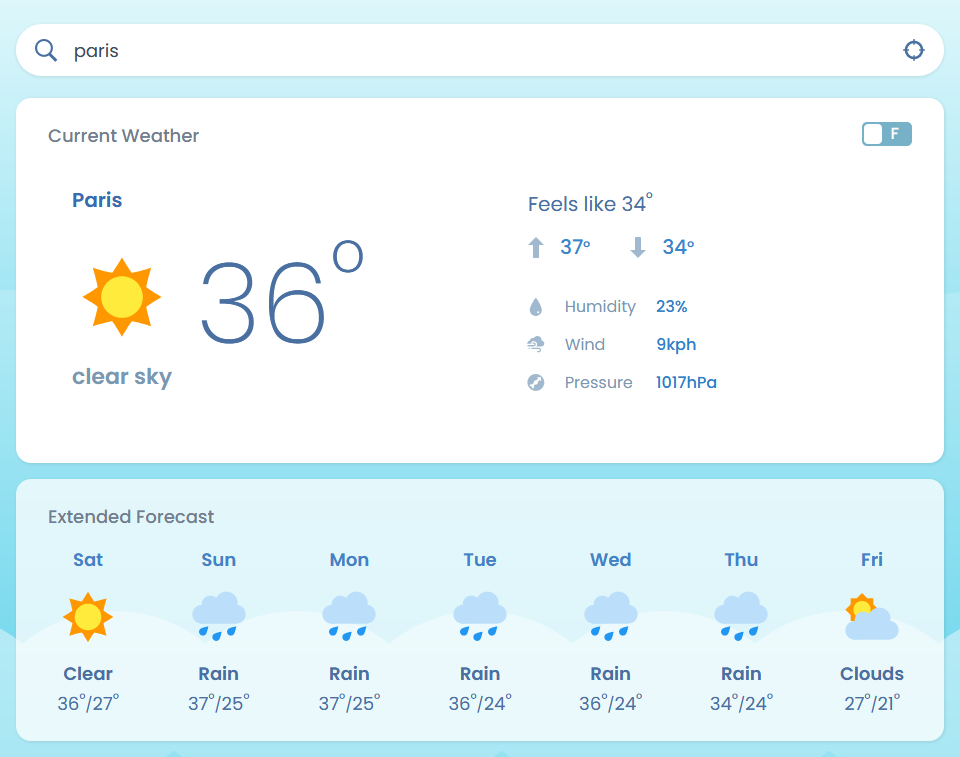 paris
Current Weather
F
Paris
36°
clear sky
Feels like 34°
37° 34°
Humidity 23%
Wind 9kph
Pressure 1017hPa
Extended Forecast
Sat Sun Mon Tue Wed Thu Fri
Clear Rain Rain Rain Rain Rain Clouds
36°/27° 37°/25° 37°/25° 36°/24° 36°/24° 34°/24° 27°/21°